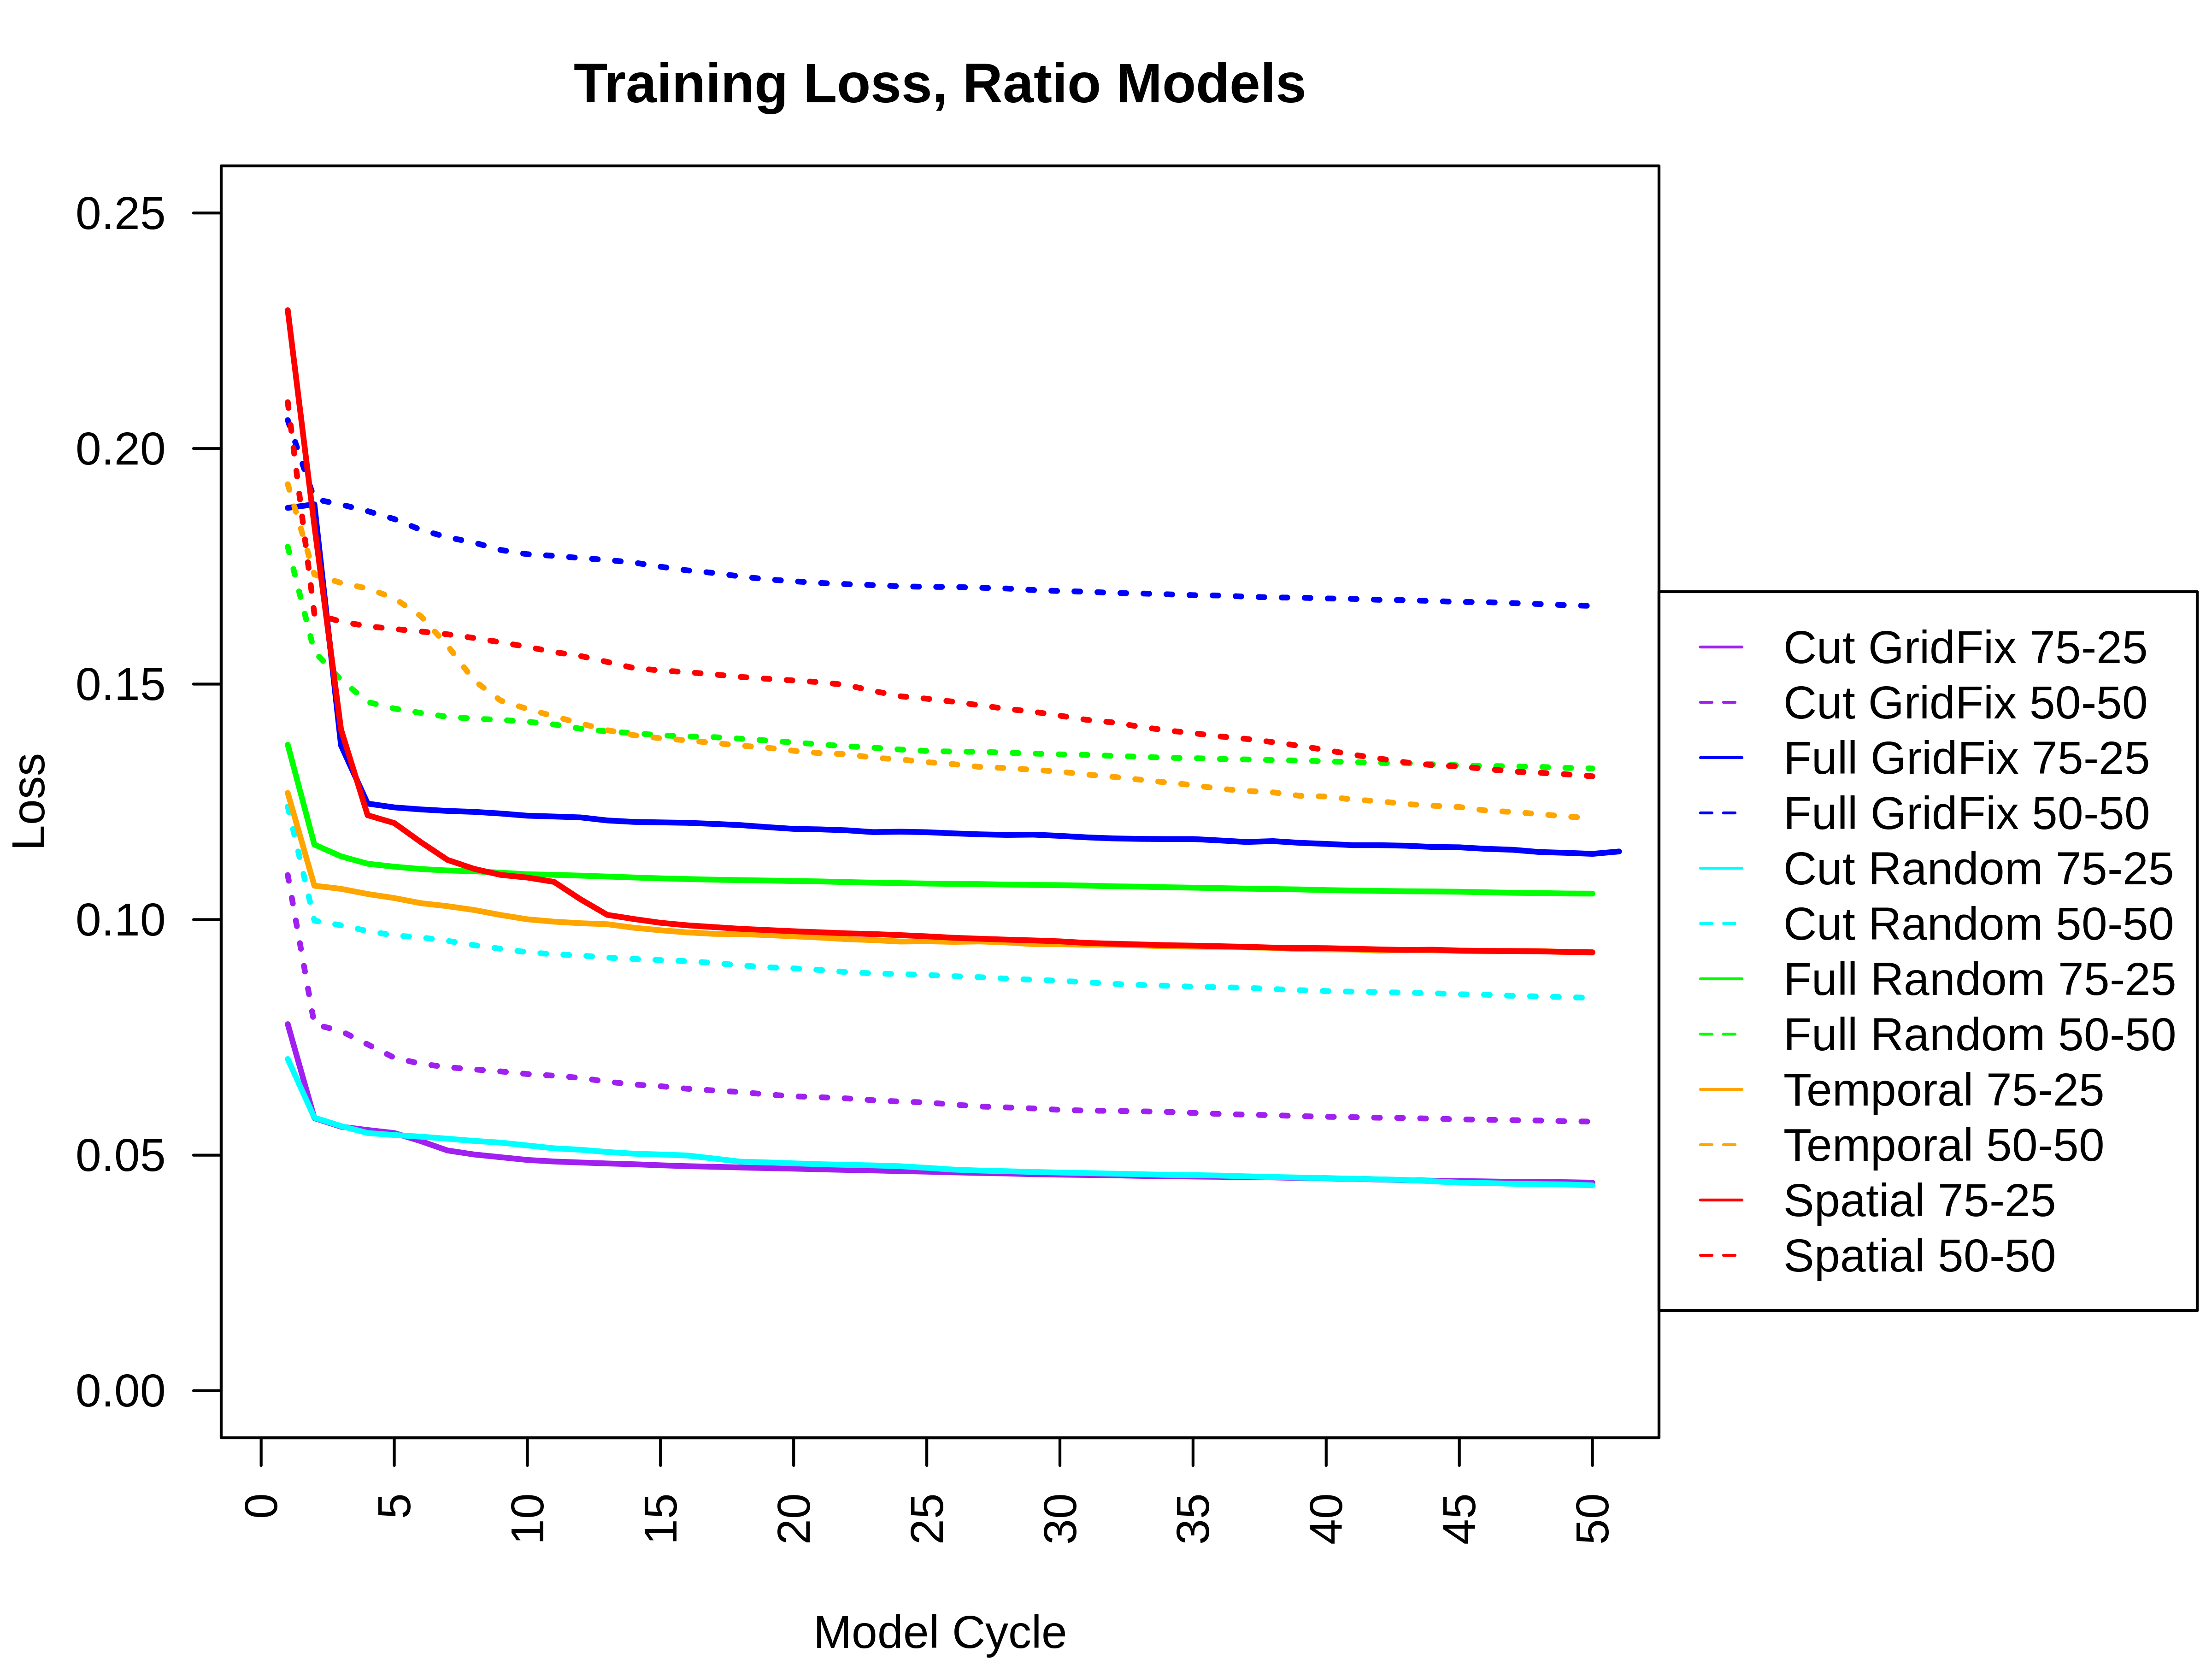 Training Loss, Ratio Models
Loss
0.25
0.20
0.15
0.10
0.05
0.00
0
5
10
15
20
25
30
35
40
45
50
Model Cycle
Cut GridFix 75-25
Cut GridFix 50-50
Full GridFix 75-25
Full GridFix 50-50
Cut Random 75-25
Cut Random 50-50
Full Random 75-25
Full Random 50-50
Temporal 75-25
Temporal 50-50
Spatial 75-25
Spatial 50-50